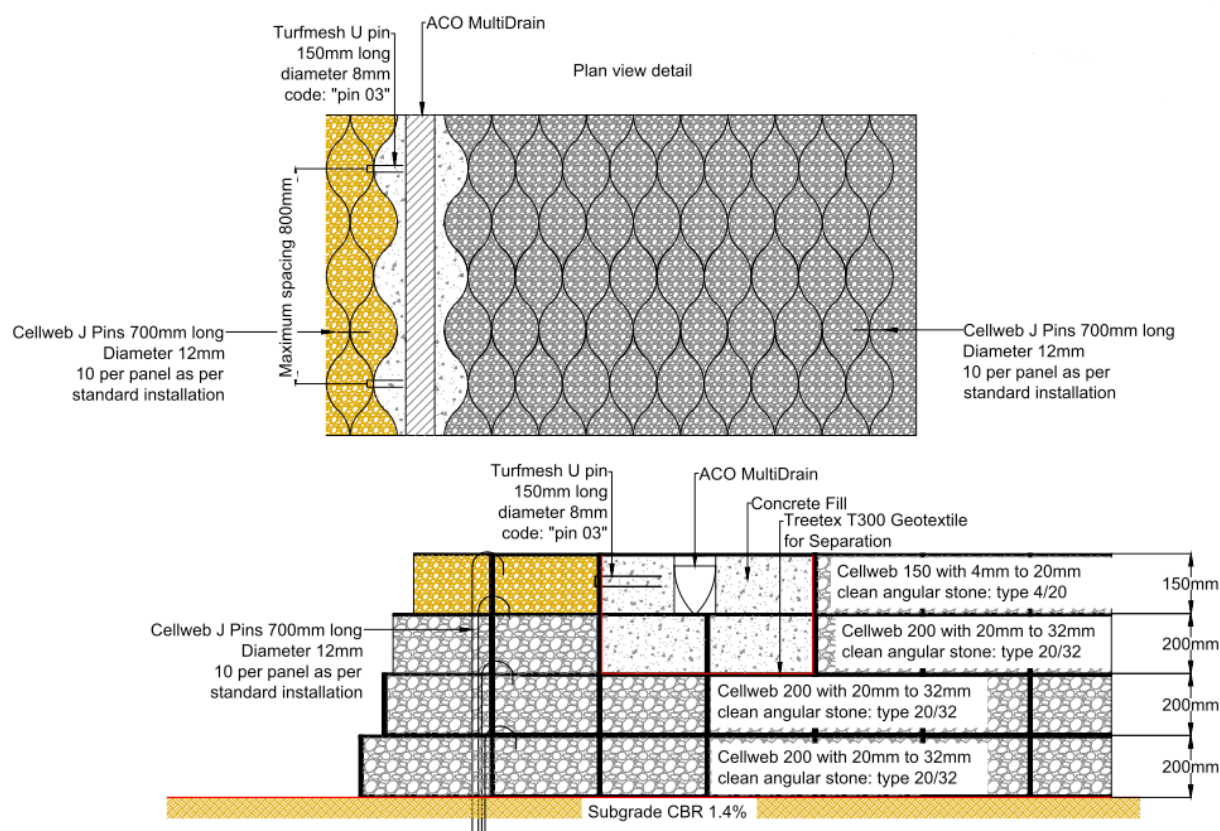 Turfmesh U pin
150mm long
diameter 8mm
code: "pin 03"
ACO MultiDrain
Plan view detail
Maximum spacing 800mm
Cellweb J Pins 700mm long
Diameter 12mm
10 per panel as per
standard installation
Cellweb J Pins 700mm long
Diameter 12mm
10 per panel as per
standard installation
Turfmesh U pin
150mm long
diameter 8mm
code: "pin 03"
ACO MultiDrain
Concrete Fill
Treetex T300 Geotextile
for Separation
Cellweb J Pins 700mm long
Diameter 12mm
10 per panel as per
standard installation
Cellweb 150 with 4mm to 20mm
clean angular stone: type 4/20
150mm
Cellweb 200 with 20mm to 32mm
clean angular stone: type 20/32
200mm
Cellweb 200 with 20mm to 32mm
clean angular stone: type 20/32
200mm
Cellweb 200 with 20mm to 32mm
clean angular stone: type 20/32
200mm
Subgrade CBR 1.4%